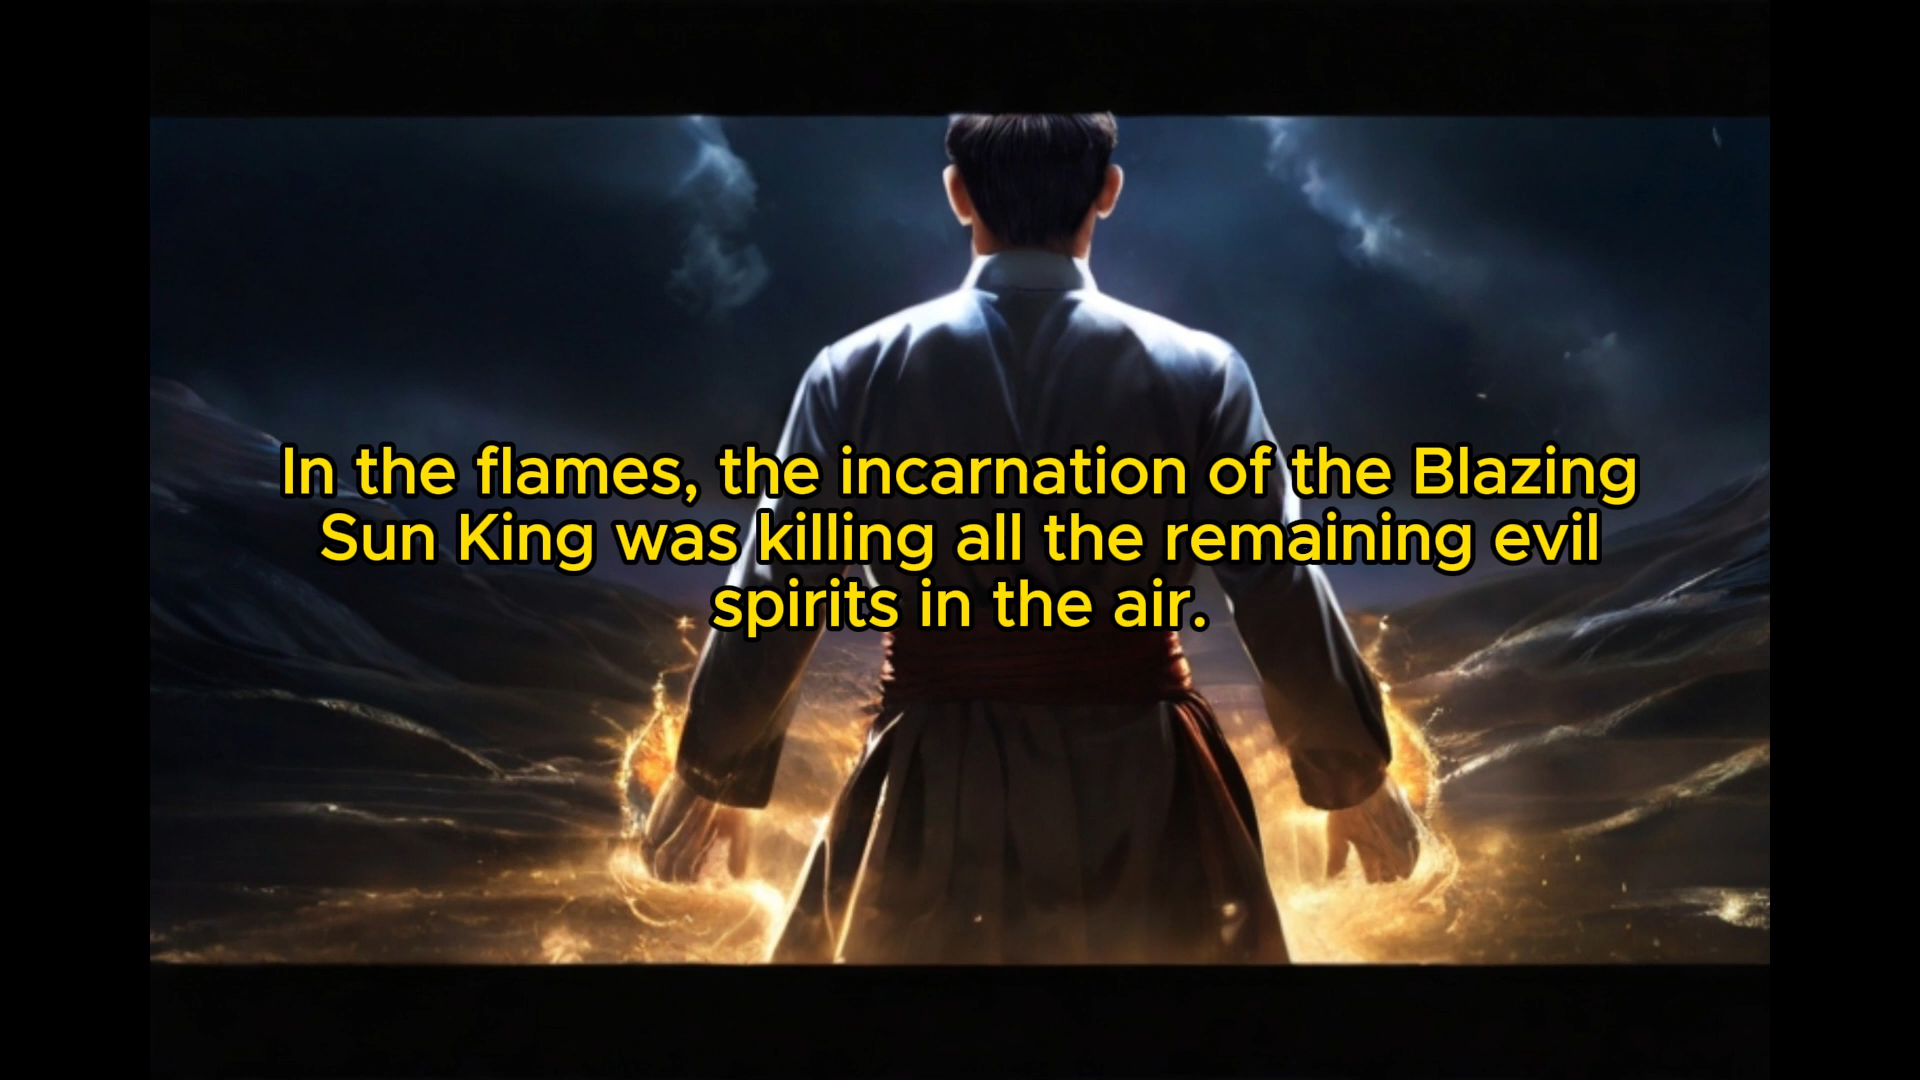 In the flames, the incarnation of the Blazing
Sun King was killing all the remaining evil
spirits in the air.